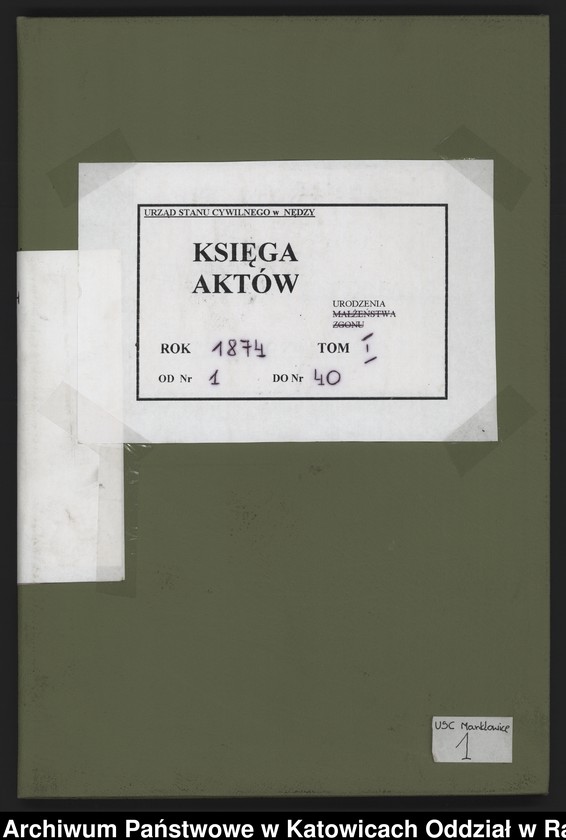 URZĄD STANU CYWILNEGO w NĘDZY
KSIĘGA
AKTÓW
URODZENIA
MAŁŻEŃSTWA
ZGONU
ROK 1874 TOM I
OD Nr 1 DO Nr 40
USC Marklowice
1
Archiwum Państwowe w Katowicach Oddział w Ra